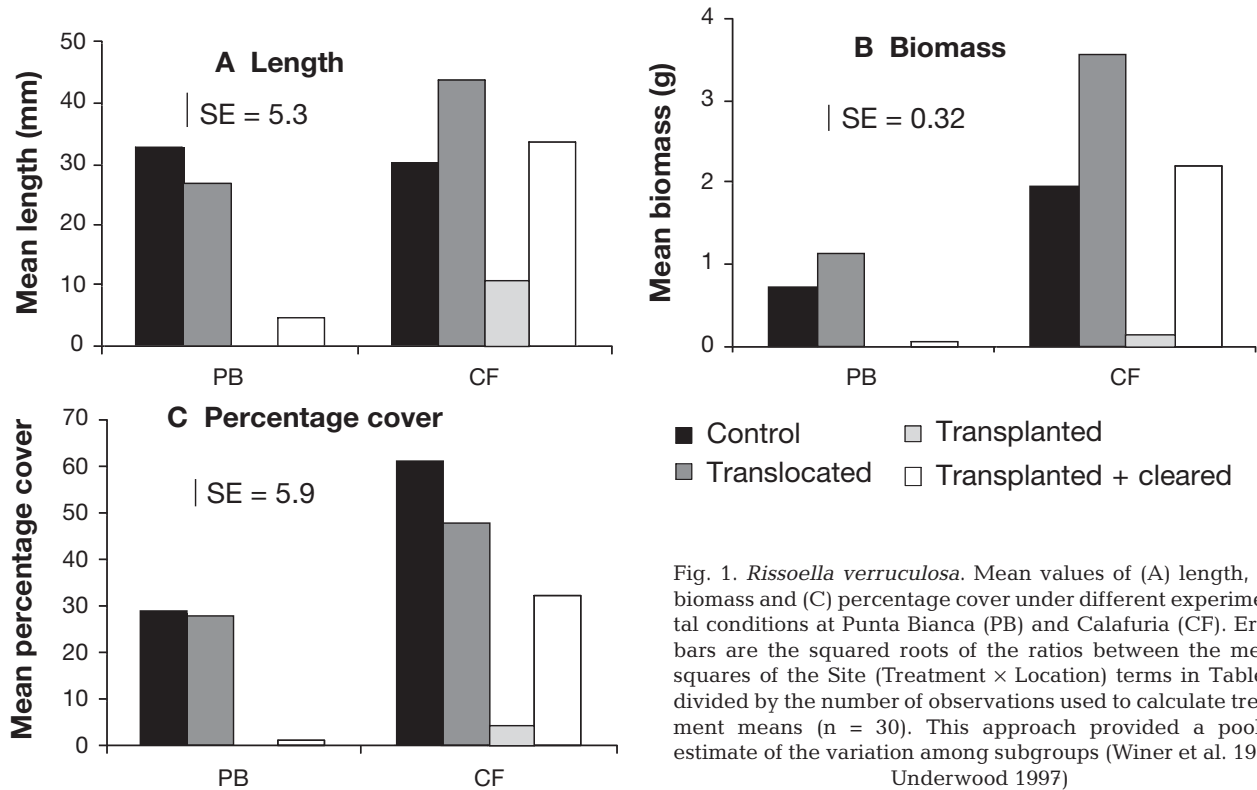 A Length
Mean length (mm)
50
40
30
20
10
0
SE = 5.3
PB
CF
B Biomass
Mean biomass (g)
4
3
2
1
0
SE = 0.32
PB
CF
C Percentage cover
Mean percentage cover
70
60
50
40
30
20
10
0
SE = 5.9
PB
CF
Control
Translocated
Transplanted
Transplanted + cleared
Fig. 1. Rissoella verruculosa. Mean values of (A) length,
biomass and (C) percentage cover under different experime
tal conditions at Punta Bianca (PB) and Calafuria (CF). Er
bars are the squared roots of the ratios between the me
squares of the Site (Treatment × Location) terms in Table
divided by the number of observations used to calculate tre
ment means (n = 30). This approach provided a pool
estimate of the variation among subgroups (Winer et al. 19
Underwood 1997)